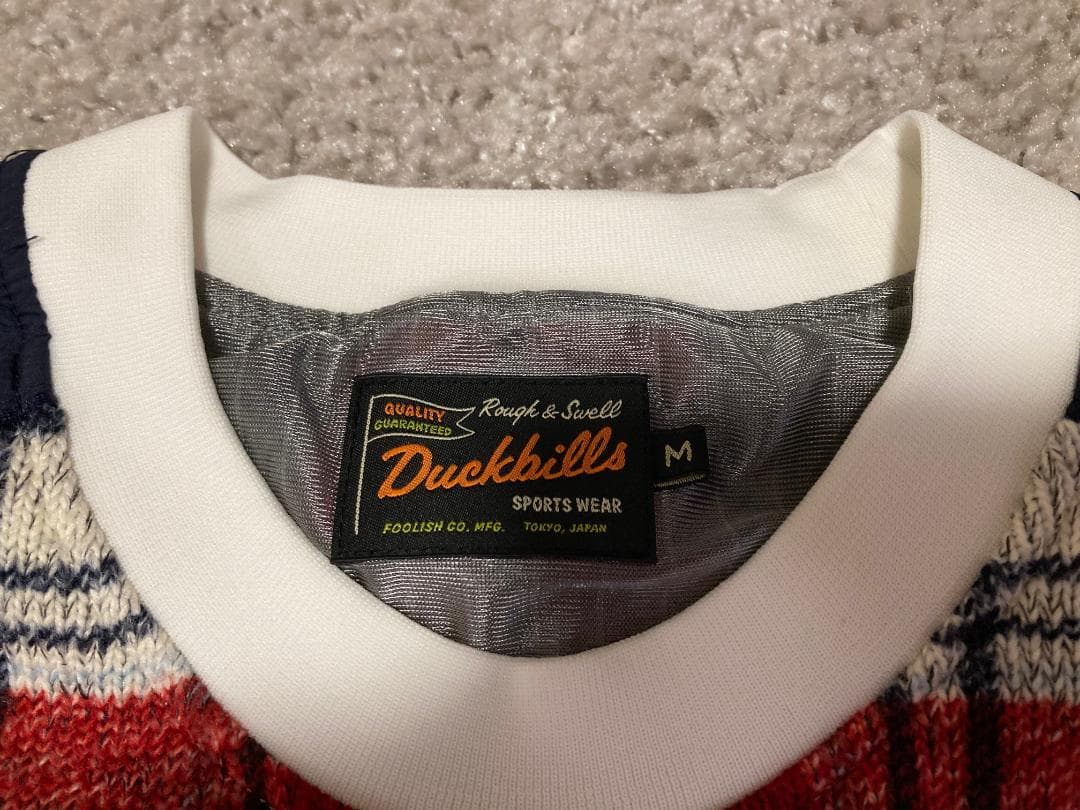 QUALITY
GUARANTEED
Rough & Swell
Duckbills
M
SPORTS WEAR
FOOLISH CO. MFG. TOKYO, JAPAN